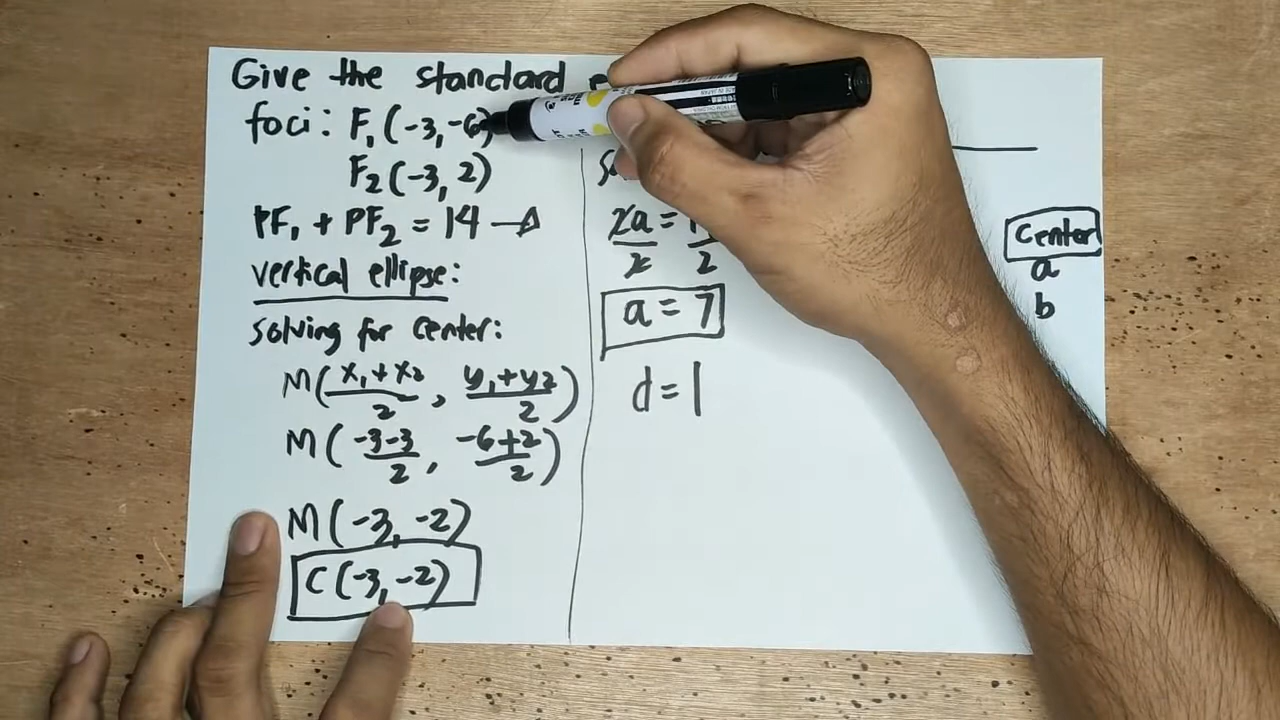 Give the standard
foci: F₁(-3,-6)
F₂(-3, 2)
PF₁ + PF₂ = 14 →
vertical ellipse:
solving for center:
M(x₁+x₂/2, y₁+y₂/2)
M(-3-3/2, -6+2/2)
M(-3, -2)
C(-3, -2)
2a/2 =
a = 7
d = |
Center
a
b